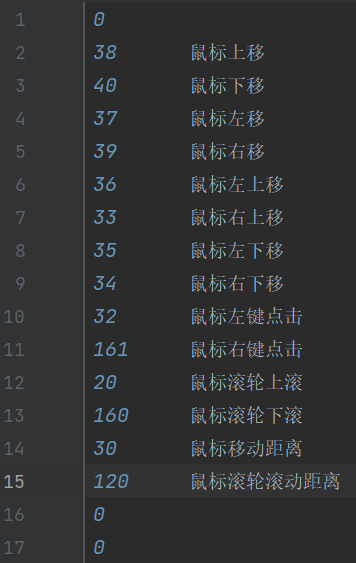 1 0
2 38 鼠标上移
3 40 鼠标下移
4 37 鼠标左移
5 39 鼠标右移
6 36 鼠标左上移
7 33 鼠标右上移
8 35 鼠标左下移
9 34 鼠标右下移
10 32 鼠标左键点击
11 161 鼠标右键点击
12 20 鼠标滚轮上滚
13 160 鼠标滚轮下滚
14 30 鼠标移动距离
15 120 鼠标滚轮滚动距离
16 0
17 0